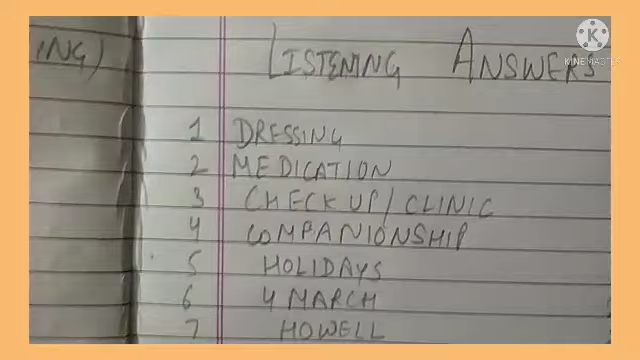 ING)
LISTENING ANSWERS
KINEMASTER
1 DRESSING
2 MEDICATION
3 CHECK UP / CLINIC
4 COMPANIONSHIP
5 HOLIDAYS
6 4 MARCH
7 HOWELL